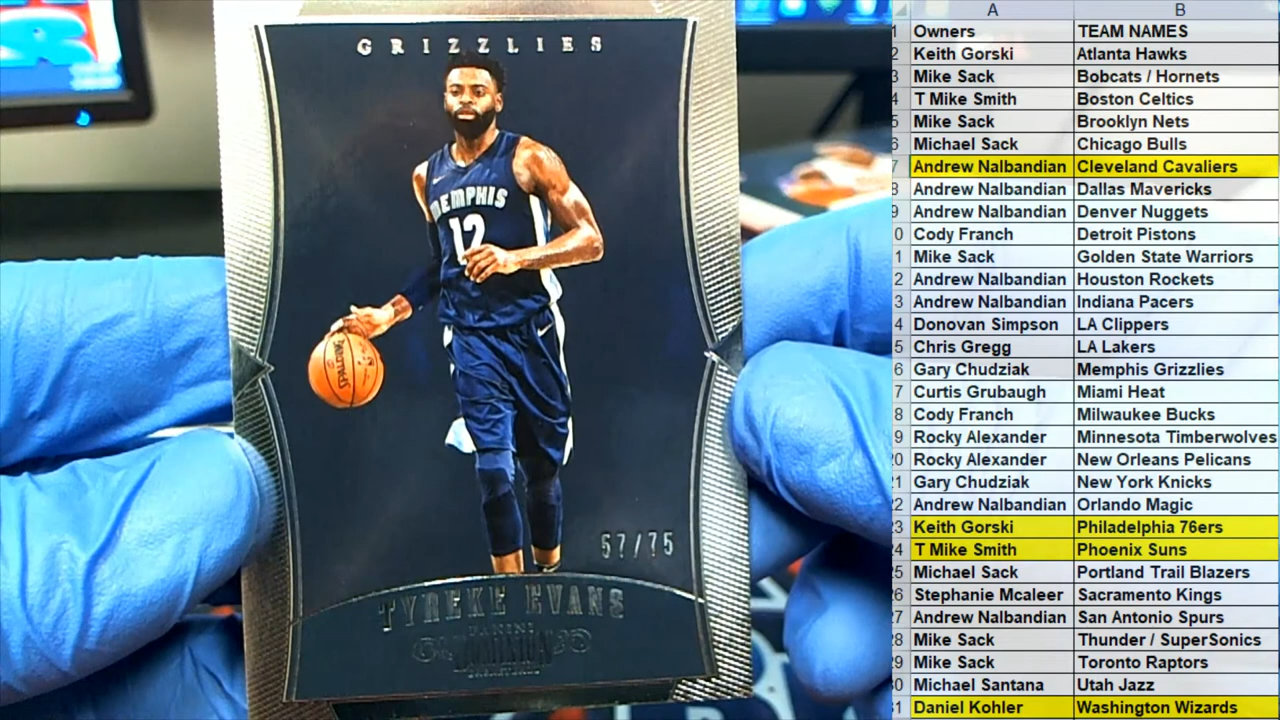 GRIZZLIES
MEMPHIS
12
SPALDING
57/75
TYREKE EVANS
PANINI
DOMINION
A B
1 Owners TEAM NAMES
2 Keith Gorski Atlanta Hawks
3 Mike Sack Bobcats / Hornets
4 T Mike Smith Boston Celtics
5 Mike Sack Brooklyn Nets
6 Michael Sack Chicago Bulls
7 Andrew Nalbandian Cleveland Cavaliers
8 Andrew Nalbandian Dallas Mavericks
9 Andrew Nalbandian Denver Nuggets
0 Cody Franch Detroit Pistons
1 Mike Sack Golden State Warriors
2 Andrew Nalbandian Houston Rockets
3 Andrew Nalbandian Indiana Pacers
4 Donovan Simpson LA Clippers
5 Chris Gregg LA Lakers
6 Gary Chudziak Memphis Grizzlies
7 Curtis Grubaugh Miami Heat
8 Cody Franch Milwaukee Bucks
9 Rocky Alexander Minnesota Timberwolves
20 Rocky Alexander New Orleans Pelicans
21 Gary Chudziak New York Knicks
22 Andrew Nalbandian Orlando Magic
23 Keith Gorski Philadelphia 76ers
24 T Mike Smith Phoenix Suns
25 Michael Sack Portland Trail Blazers
26 Stephanie Mcaleer Sacramento Kings
27 Andrew Nalbandian San Antonio Spurs
28 Mike Sack Thunder / SuperSonics
29 Mike Sack Toronto Raptors
30 Michael Santana Utah Jazz
31 Daniel Kohler Washington Wizards